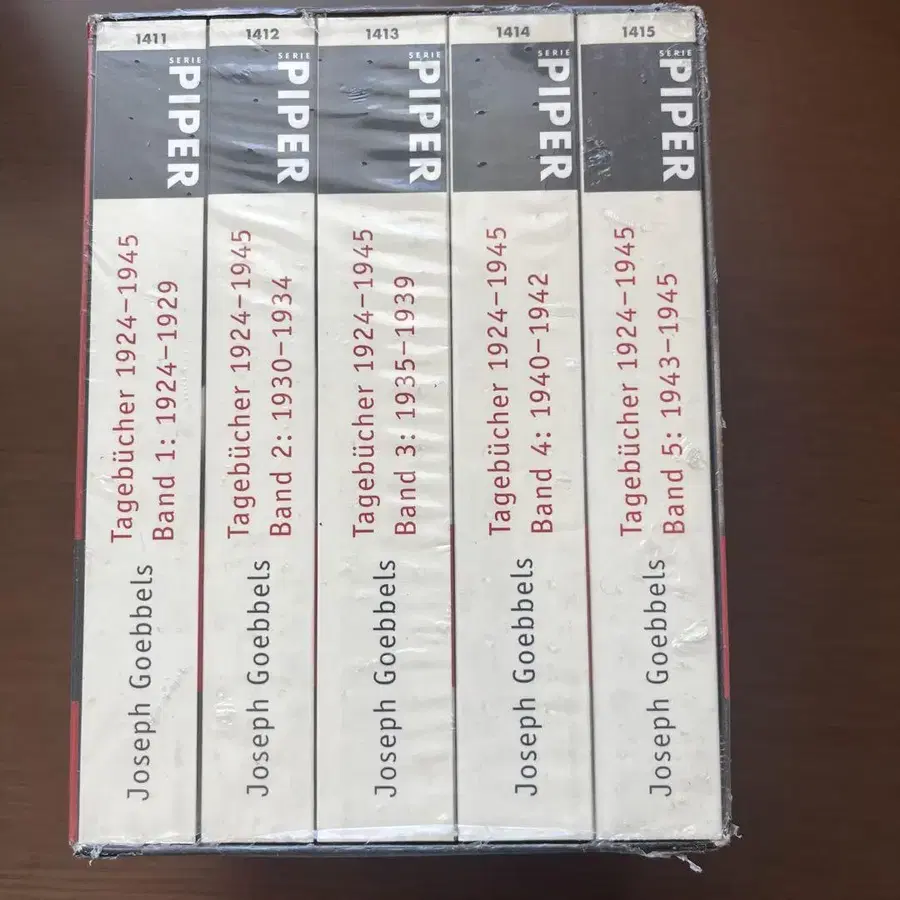 1411
SERIE
PIPER
Tagebücher 1924–1945
Band 1: 1924–1929
Joseph Goebbels
1412
SERIE
PIPER
Tagebücher 1924–1945
Band 2: 1930–1934
Joseph Goebbels
1413
SERIE
PIPER
Tagebücher 1924–1945
Band 3: 1935–1939
Joseph Goebbels
1414
SERIE
PIPER
Tagebücher 1924–1945
Band 4: 1940–1942
Joseph Goebbels
1415
SERIE
PIPER
Tagebücher 1924–1945
Band 5: 1943–1945
Joseph Goebbels